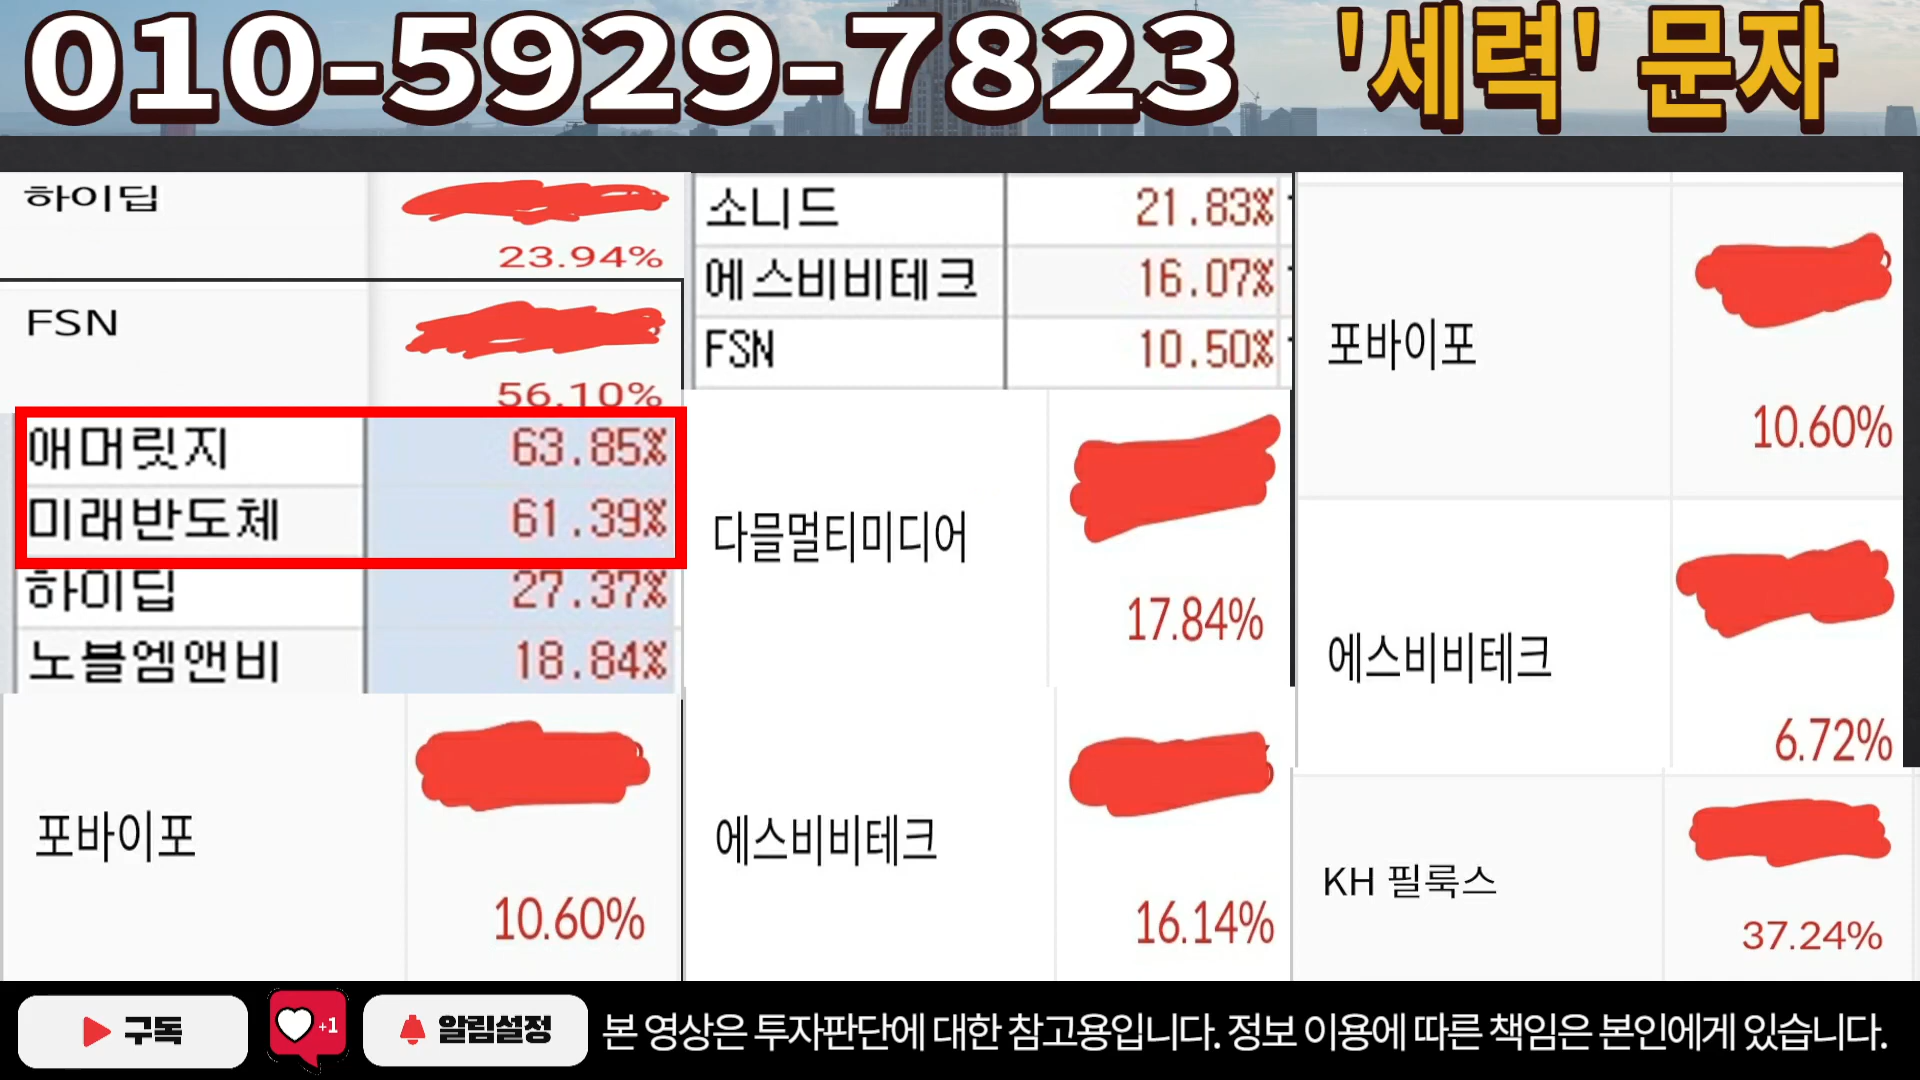 010-5929-7823 '세력' 문자
하이딥
23.94%
FSN
56.10%
애머릿지 63.85%
미래반도체 61.39%
하이딥 27.37%
노블엠앤비 18.84%
포바이포
10.60%
소니드 21.83%
에스비비테크 16.07%
FSN 10.50%
다믈멀티미디어
17.84%
에스비비테크
16.14%
포바이포
10.60%
에스비비테크
6.72%
KH 필룩스
37.24%
구독 +1 알림설정 본 영상은 투자판단에 대한 참고용입니다. 정보 이용에 따른 책임은 본인에게 있습니다.